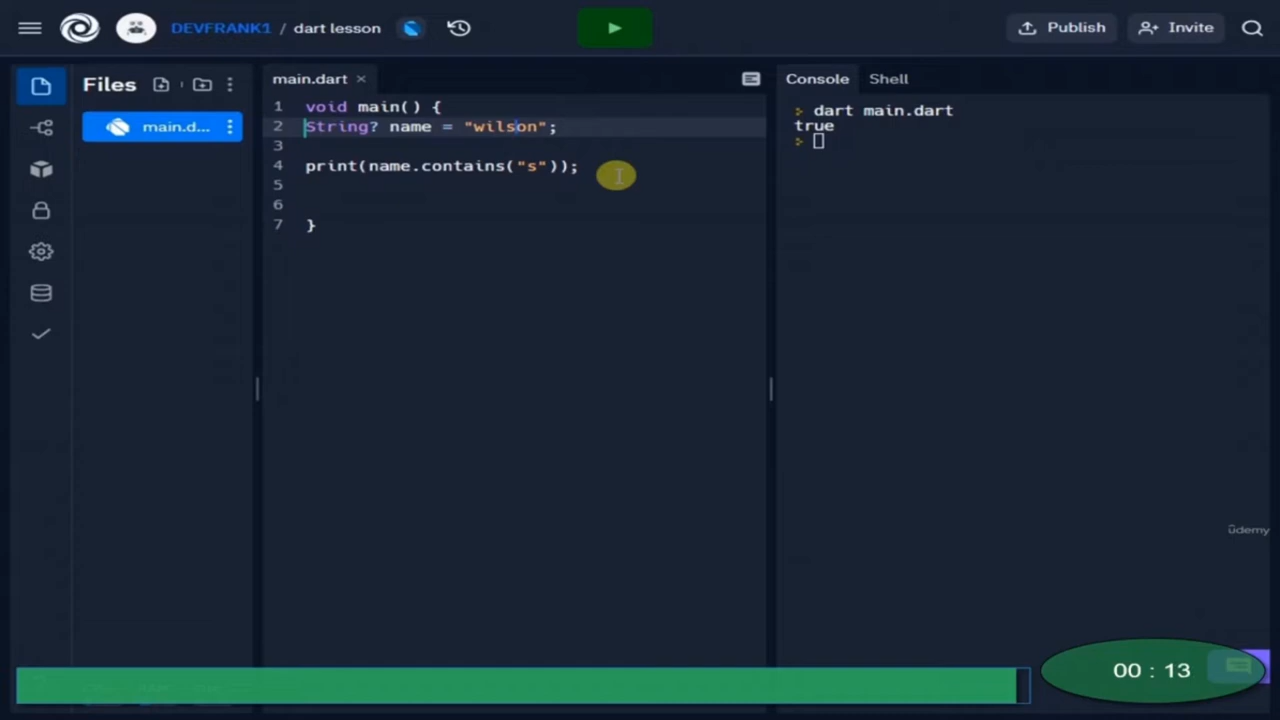 DEVFRANK1 / dart lesson
Publish
Invite
Files
main.d...
main.dart ×
1 void main() {
2 String? name = "wilson";
3
4 print(name.contains("s"));
5
6
7 }
Console
Shell
> dart main.dart
true
>
ûdemy
00 : 13